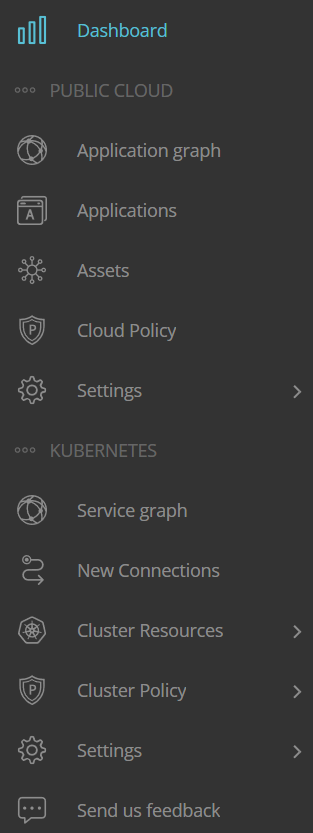 Dashboard
PUBLIC CLOUD
Application graph
A
Applications
Assets
P
Cloud Policy
Settings
KUBERNETES
Service graph
New Connections
Cluster Resources
P
Cluster Policy
Settings
Send us feedback